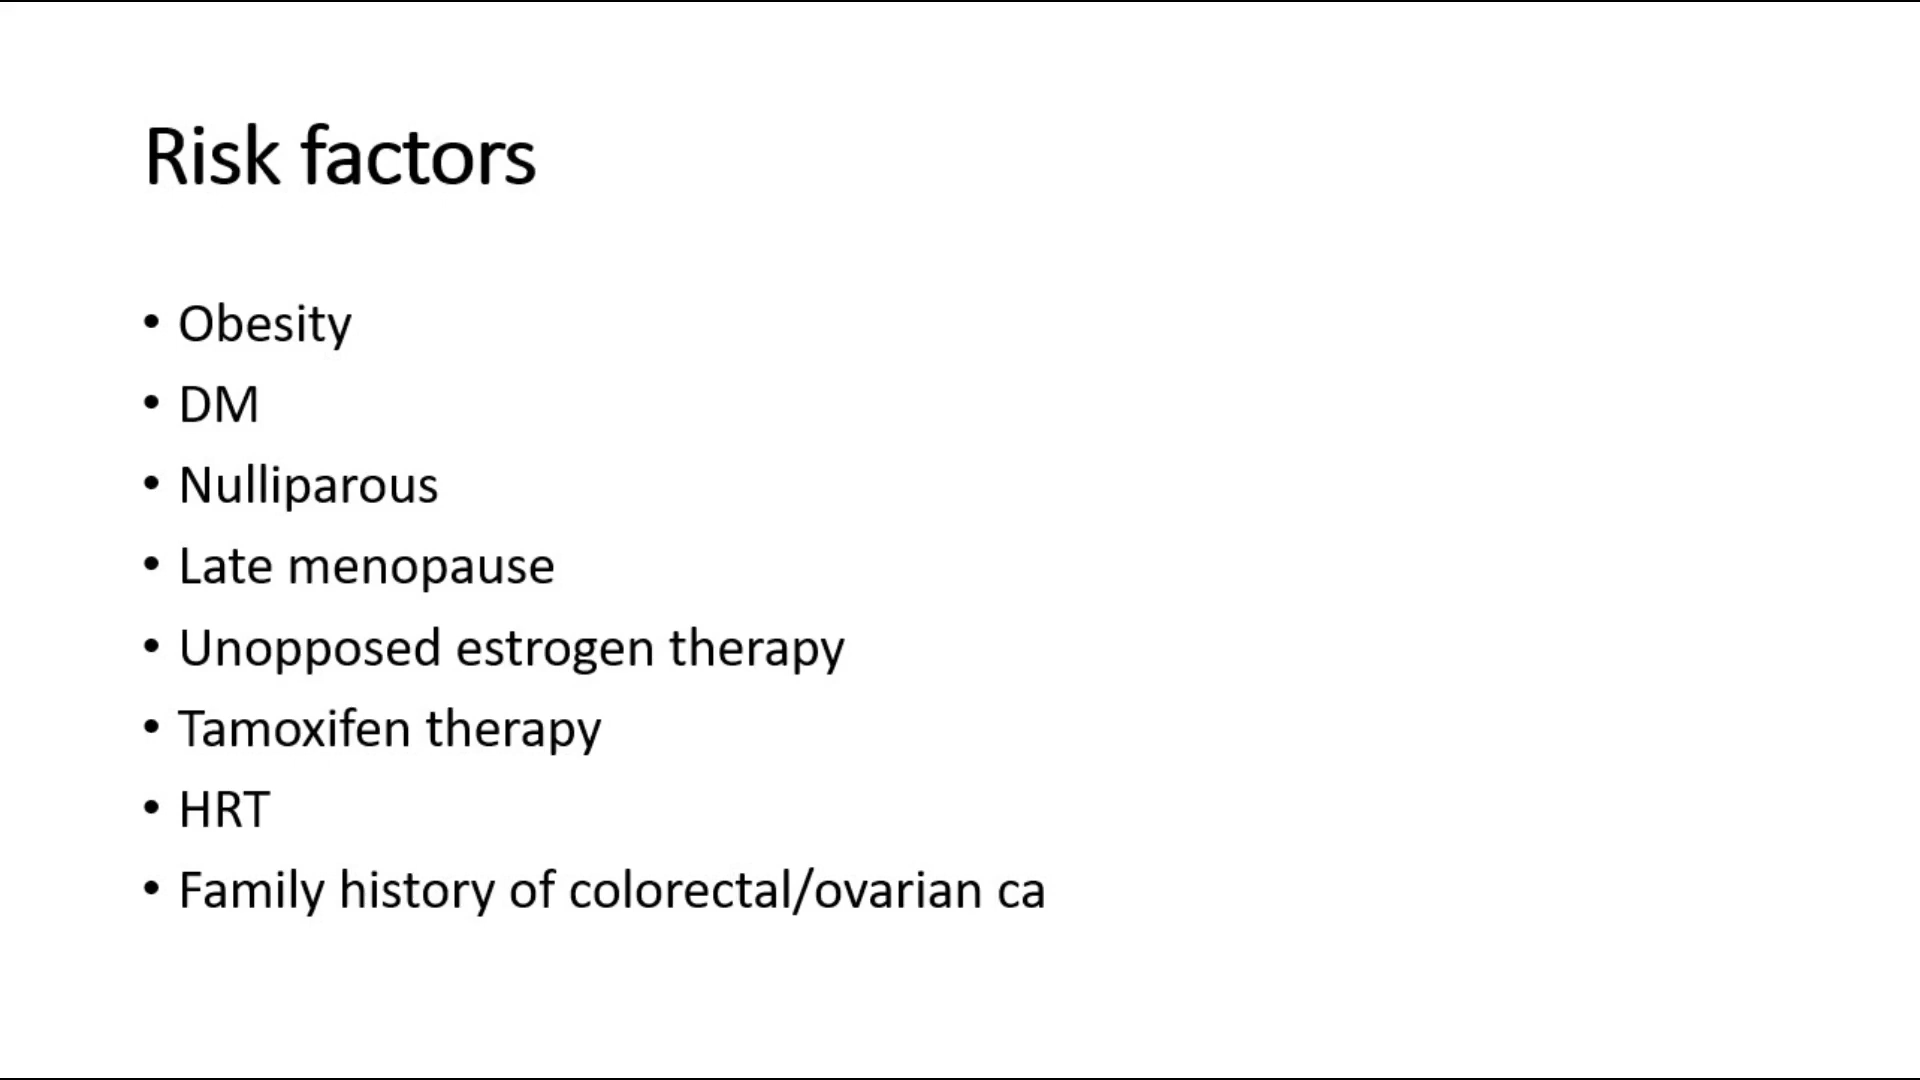 Risk factors
• Obesity
• DM
• Nulliparous
• Late menopause
• Unopposed estrogen therapy
• Tamoxifen therapy
• HRT
• Family history of colorectal/ovarian ca